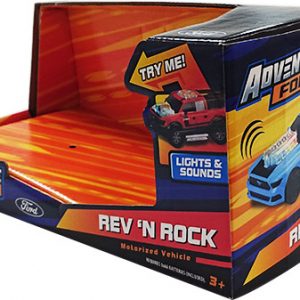 TRY ME!
LIGHTS &
SOUNDS
Ford
REV 'N ROCK
Motorized Vehicle
3+
ADVEN
FO
R